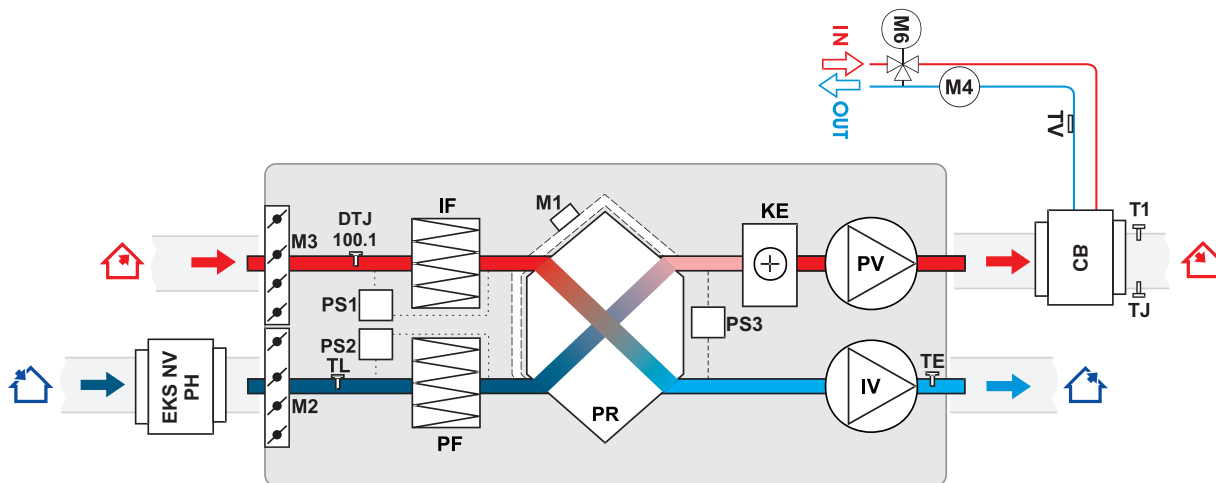 M6
IN
M4
OUT
TV
IF
M1
KE
DTJ
100.1
M3
T1
PV
CB
PS1
PS2
PS3
TJ
TL
TE
EKS NV
PH
M2
PR
IV
PF